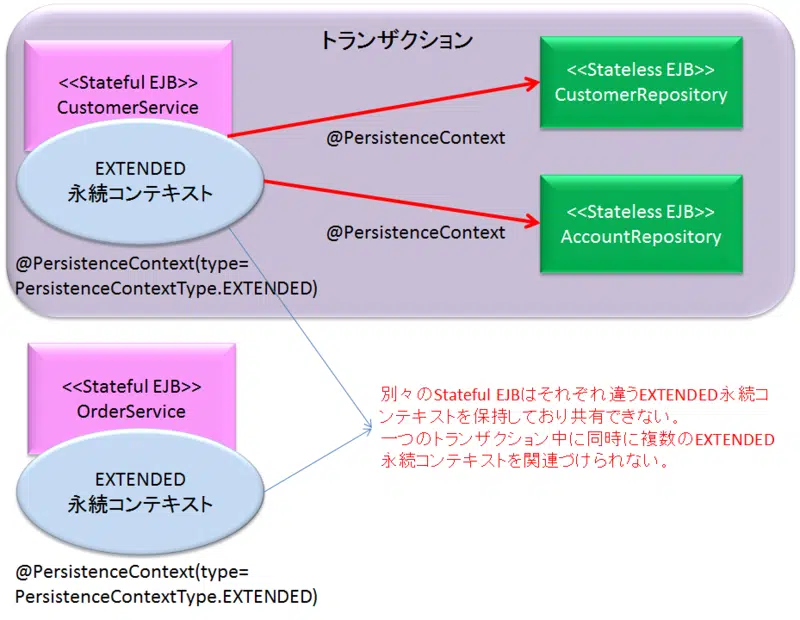 トランザクション
<<Stateful EJB>>
CustomerService
EXTENDED
永続コンテキスト
@PersistenceContext(type=
PersistenceContextType.EXTENDED)
@PersistenceContext
@PersistenceContext
<<Stateless EJB>>
CustomerRepository
<<Stateless EJB>>
AccountRepository
<<Stateful EJB>>
OrderService
EXTENDED
永続コンテキスト
@PersistenceContext(type=
PersistenceContextType.EXTENDED)
別々のStateful EJBはそれぞれ違うEXTENDED永続コ
ンテキストを保持しており共有できない。
一つのトランザクション中に同時に複数のEXTENDED
永続コンテキストを関連づけられない。